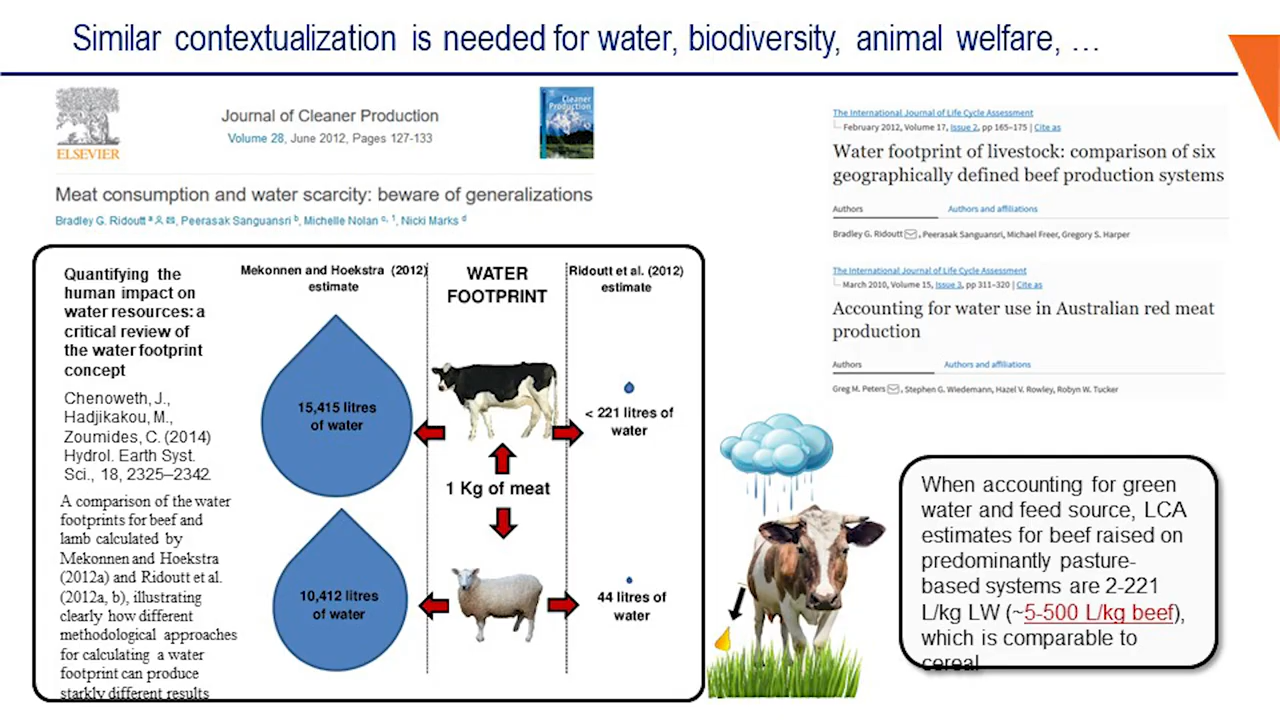 Similar contextualization is needed for water, biodiversity, animal welfare, …
ELSEVIER
Journal of Cleaner Production
Volume 28, June 2012, Pages 127-133
Cleaner
Production
Meat consumption and water scarcity: beware of generalizations
Bradley G. Ridoutt a, Peerasak Sanguansri b, Michelle Nolan c, 1, Nicki Marks d
The International Journal of Life Cycle Assessment
February 2012, Volume 17, Issue 2, pp 165–175 | Cite as
Water footprint of livestock: comparison of six
geographically defined beef production systems
Authors
Authors and affiliations
Bradley G. Ridoutt, Peerasak Sanguansri, Michael Freer, Gregory S. Harper
The International Journal of Life Cycle Assessment
March 2010, Volume 15, Issue 3, pp 311–320 | Cite as
Accounting for water use in Australian red meat
production
Authors
Authors and affiliations
Greg M. Peters, Stephen G. Wiedemann, Hazel V. Rowley, Robyn W. Tucker
Quantifying the
human impact on
water resources: a
critical review of
the water footprint
concept
Chenoweth, J.,
Hadjikakou, M.,
Zoumides, C. (2014)
Hydrol. Earth Syst.
Sci., 18, 2325–2342.
A comparison of the water
footprints for beef and
lamb calculated by
Mekonnen and Hoekstra
(2012a) and Ridoutt et al.
(2012a, b), illustrating
clearly how different
methodological approaches
for calculating a water
footprint can produce
starkly different results
Mekonnen and Hoekstra (2012)
estimate
WATER
FOOTPRINT
Ridoutt et al. (2012)
estimate
15,415 litres
of water
< 221 litres of
water
1 Kg of meat
10,412 litres
of water
44 litres of
water
When accounting for green
water and feed source, LCA
estimates for beef raised on
predominantly pasture-
based systems are 2-221
L/kg LW (~5-500 L/kg beef),
which is comparable to
cereal